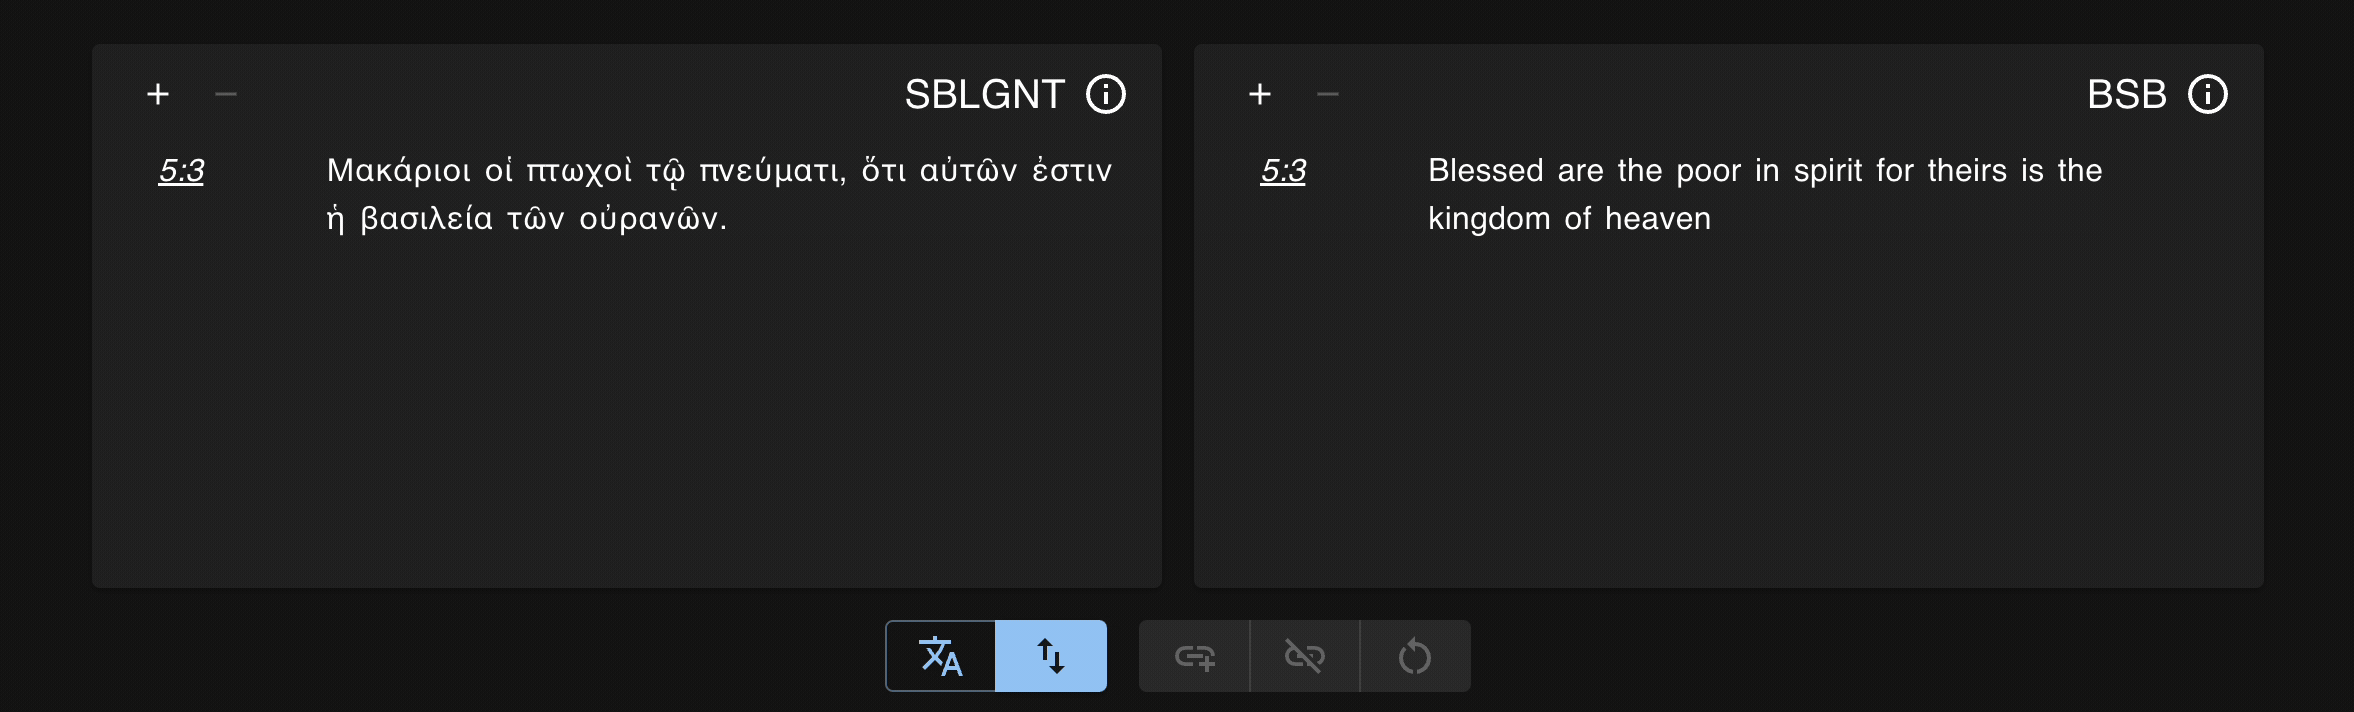 SBLGNT
5:3 Μακάριοι οἱ πτωχοὶ τῷ πνεύματι, ὅτι αὐτῶν ἐστιν
ἡ βασιλεία τῶν οὐρανῶν.
BSB
5:3 Blessed are the poor in spirit for theirs is the
kingdom of heaven